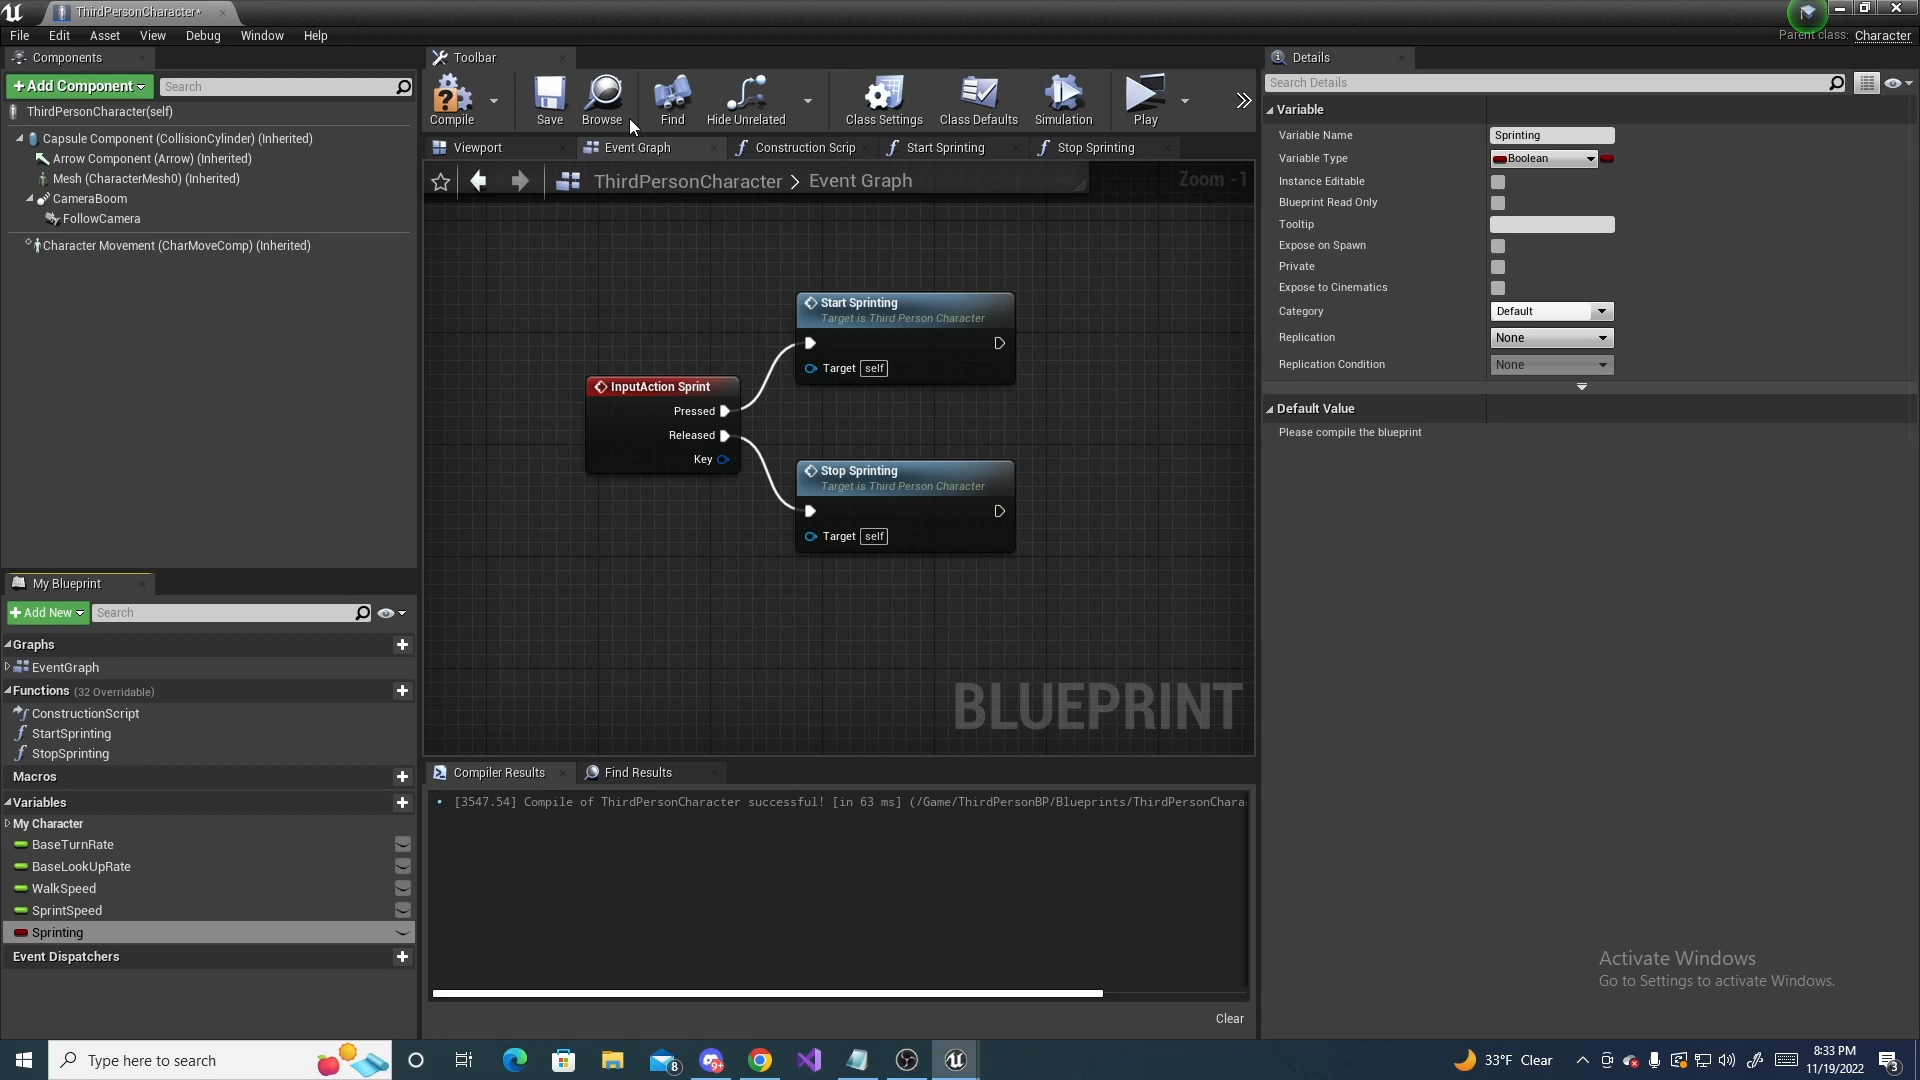 ThirdPersonCharacter*
File Edit Asset View Debug Window Help
Parent class: Character
Components
+ Add Component
Search
ThirdPersonCharacter(self)
Capsule Component (CollisionCylinder) (Inherited)
Arrow Component (Arrow) (Inherited)
Mesh (CharacterMesh0) (Inherited)
CameraBoom
FollowCamera
Character Movement (CharMoveComp) (Inherited)
My Blueprint
+ Add New
Search
Graphs
EventGraph
Functions (32 Overridable)
ConstructionScript
StartSprinting
StopSprinting
Macros
Variables
My Character
BaseTurnRate
BaseLookUpRate
WalkSpeed
SprintSpeed
Sprinting
Event Dispatchers
Toolbar
Compile Save Browse Find Hide Unrelated Class Settings Class Defaults Simulation Play
Viewport Event Graph Construction Scrip Start Sprinting Stop Sprinting
ThirdPersonCharacter > Event Graph
Zoom -1
Start Sprinting
Target is Third Person Character
Target self
InputAction Sprint
Pressed
Released
Key
Stop Sprinting
Target is Third Person Character
Target self
BLUEPRINT
Compiler Results Find Results
[3547.54] Compile of ThirdPersonCharacter successful! [in 63 ms] (/Game/ThirdPersonBP/Blueprints/ThirdPersonChara
Clear
Details
Search Details
Variable
Variable Name Sprinting
Variable Type Boolean
Instance Editable
Blueprint Read Only
Tooltip
Expose on Spawn
Private
Expose to Cinematics
Category Default
Replication None
Replication Condition None
Default Value
Please compile the blueprint
Activate Windows
Go to Settings to activate Windows.
Type here to search
8
9+
33°F Clear
8:33 PM
11/19/2022
3